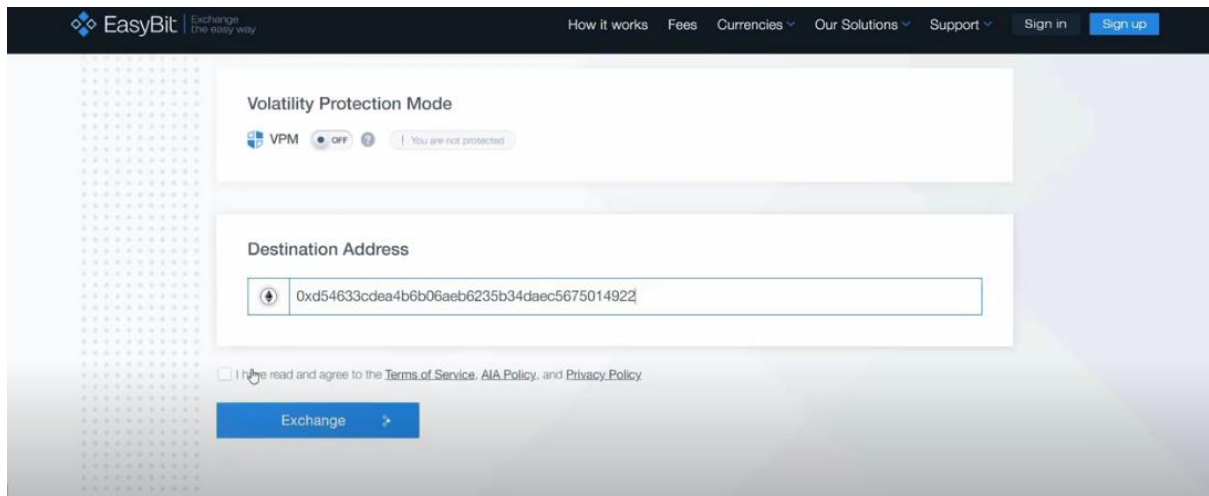 EasyBit Exchange the easy way How it works Fees Currencies Our Solutions Support Sign in Sign up
Volatility Protection Mode
VPM OFF ? ! You are not protected
Destination Address
0xd54633cdea4b6b06aeb6235b34daec5675014922
I have read and agree to the Terms of Service, AIA Policy, and Privacy Policy
Exchange